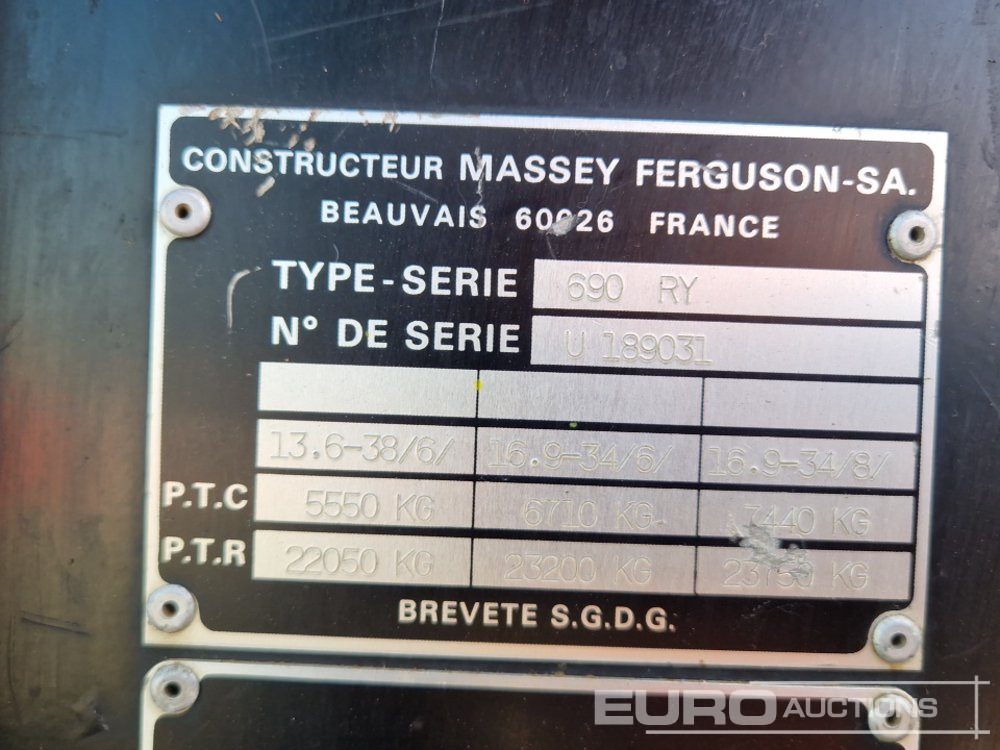 CONSTRUCTEUR MASSEY FERGUSON-SA.
BEAUVAIS 60026 FRANCE
TYPE-SERIE 690 RY
N° DE SERIE U 189031
13.6-38/6/ 16.9-34/6/ 16.9-34/8/
P.T.C 5550 KG 6710 KG 7440 KG
P.T.R 22050 KG 23200 KG 23750 KG
BREVETE S.G.D.G.
EURO AUCTIONS